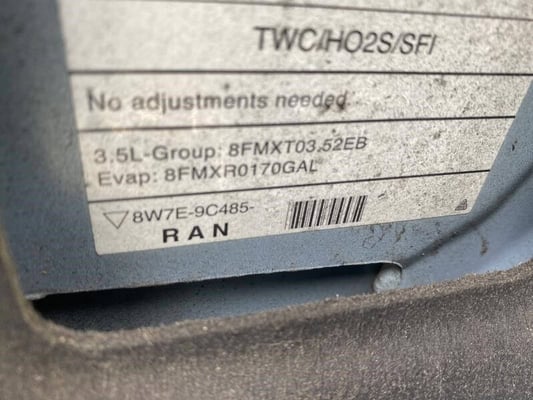 TWC/HO2S/SFI
No adjustments needed.
3.5L-Group: 8FMXT03.52EB
Evap: 8FMXR0170GAL
8W7E-9C485-
RAN